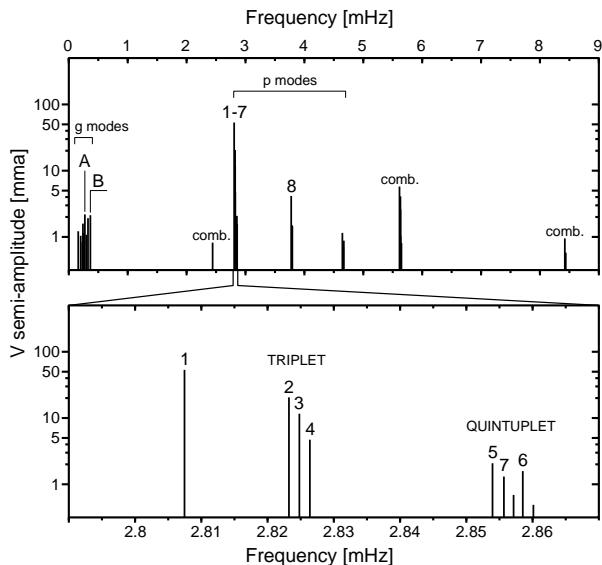 Frequency [mHz]
0 1 2 3 4 5 6 7 8 9
p modes
100
1-7
50
g modes
A
10
8
comb.
B
5
comb.
comb.
1
V semi-amplitude [mma]
100
1
TRIPLET
50
2
3
10
4
QUINTUPLET
5
5
7
6
1
2.8 2.81 2.82 2.83 2.84 2.85 2.86
Frequency [mHz]